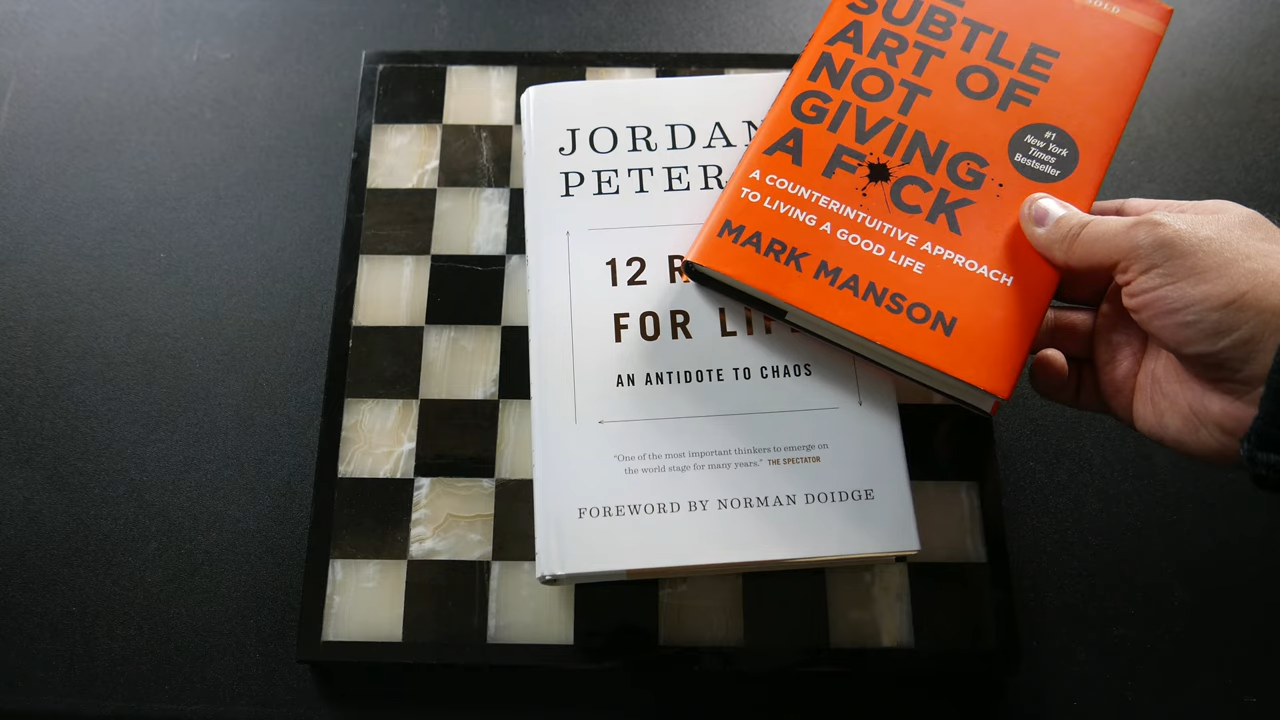 JORDAN
PETER
12 R
FOR LIFE
AN ANTIDOTE TO CHAOS
"One of the most important thinkers to emerge on
the world stage for many years." THE SPECTATOR
FOREWORD BY NORMAN DOIDGE
SUBTLE
ART OF
NOT
GIVING
A F*CK
#1
New York
Times
Bestseller
A COUNTERINTUITIVE APPROACH
TO LIVING A GOOD LIFE
MARK MANSON